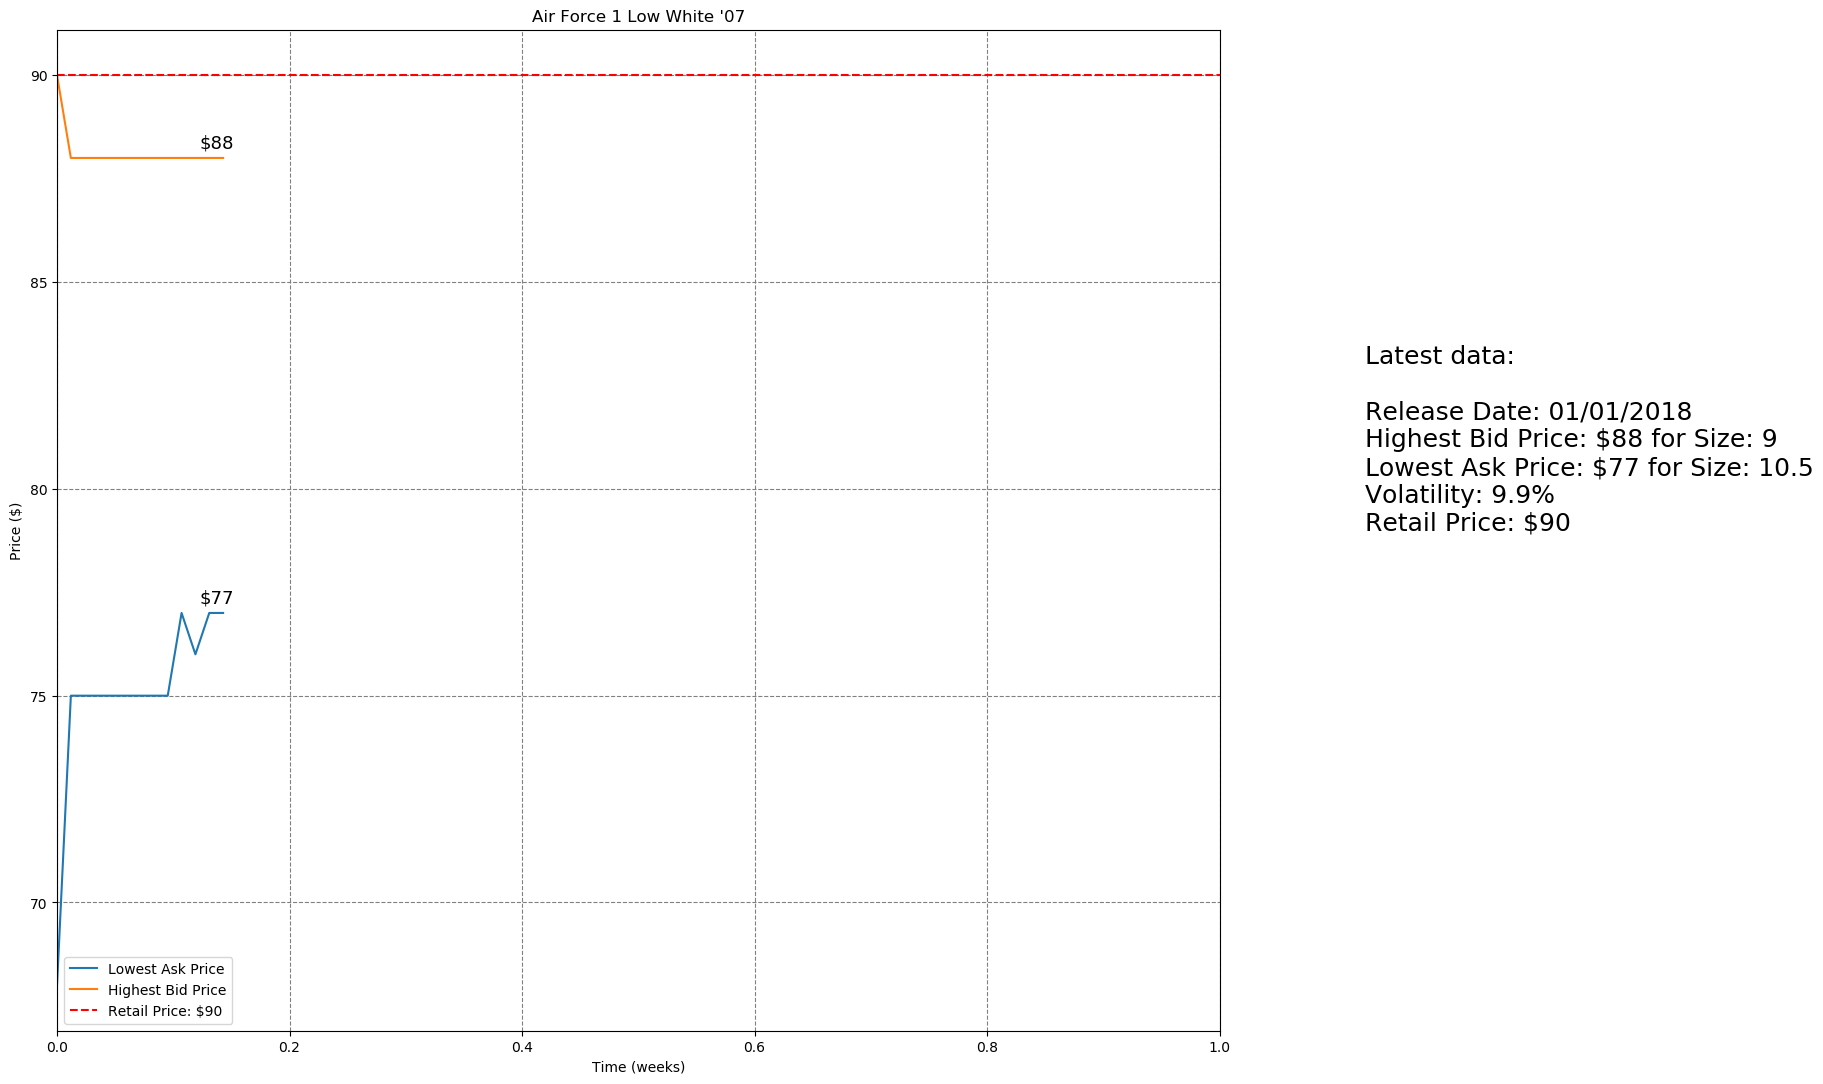 Air Force 1 Low White '07
90
85
80
75
70
Price ($)
$88
$77
Lowest Ask Price
Highest Bid Price
Retail Price: $90
0.0
0.2
0.4
0.6
0.8
1.0
Time (weeks)
Latest data:
Release Date: 01/01/2018
Highest Bid Price: $88 for Size: 9
Lowest Ask Price: $77 for Size: 10.5
Volatility: 9.9%
Retail Price: $90